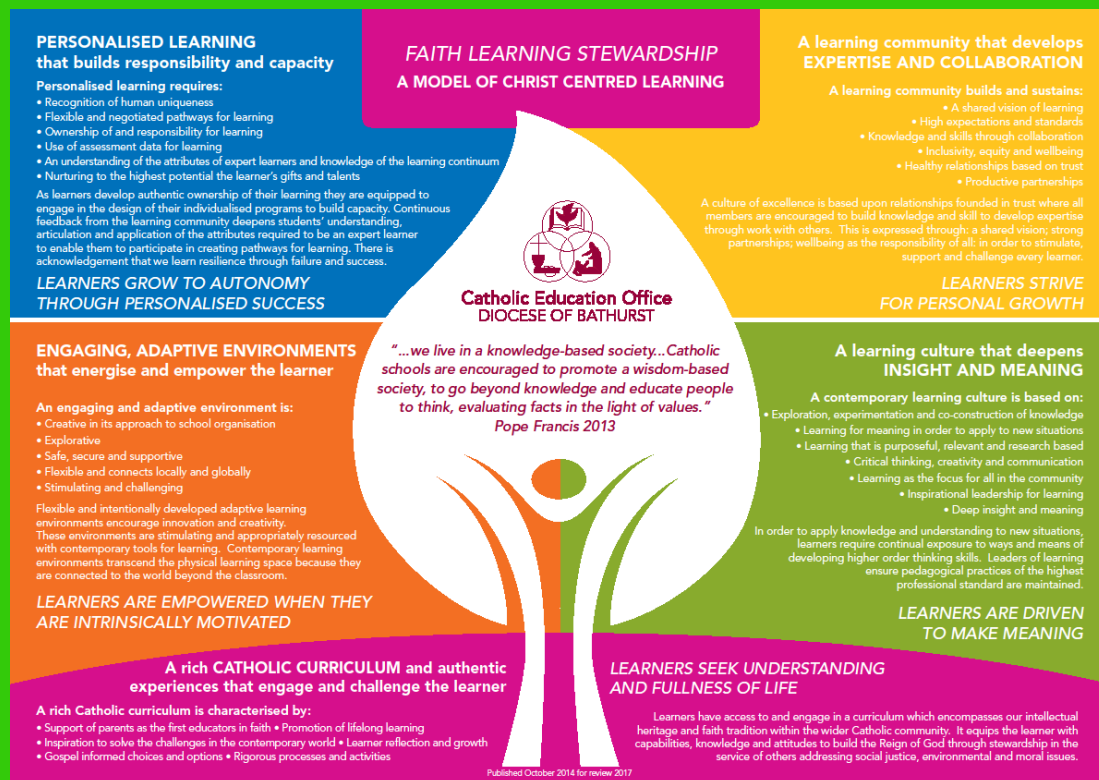 FAITH LEARNING STEWARDSHIP
A MODEL OF CHRIST CENTRED LEARNING
PERSONALISED LEARNING
that builds responsibility and capacity
Personalised learning requires:
• Recognition of human uniqueness
• Flexible and negotiated pathways for learning
• Ownership of and responsibility for learning
• Use of assessment data for learning
• An understanding of the attributes of expert learners and knowledge of the learning continuum
• Nurturing to the highest potential the learner's gifts and talents
As learners develop authentic ownership of their learning they are equipped to
engage in the design of their individualised programs to build capacity. Continuous
feedback from the learning community deepens students' understanding,
articulation and application of the attributes required to be an expert learner
to enable them to participate in creating pathways for learning. There is
acknowledgement that we learn resilience through failure and success.
LEARNERS GROW TO AUTONOMY
THROUGH PERSONALISED SUCCESS
A learning community that develops
EXPERTISE AND COLLABORATION
A learning community builds and sustains:
• A shared vision of learning
• High expectations and standards
• Knowledge and skills through collaboration
• Inclusivity, equity and wellbeing
• Healthy relationships based on trust
• Productive partnerships
A culture of excellence is based upon relationships founded in trust where all
members are encouraged to build knowledge and skill to develop expertise
through work with others. This is expressed through: a shared vision; strong
partnerships; wellbeing as the responsibility of all: in order to stimulate,
support and challenge every learner.
LEARNERS STRIVE
FOR PERSONAL GROWTH
Catholic Education Office
DIOCESE OF BATHURST
"...we live in a knowledge-based society...Catholic
schools are encouraged to promote a wisdom-based
society, to go beyond knowledge and educate people
to think, evaluating facts in the light of values."
Pope Francis 2013
ENGAGING, ADAPTIVE ENVIRONMENTS
that energise and empower the learner
An engaging and adaptive environment is:
• Creative in its approach to school organisation
• Explorative
• Safe, secure and supportive
• Flexible and connects locally and globally
• Stimulating and challenging
Flexible and intentionally developed adaptive learning
environments encourage innovation and creativity.
These environments are stimulating and appropriately resourced
with contemporary tools for learning. Contemporary learning
environments transcend the physical learning space because they
are connected to the world beyond the classroom.
LEARNERS ARE EMPOWERED WHEN THEY
ARE INTRINSICALLY MOTIVATED
A learning culture that deepens
INSIGHT AND MEANING
A contemporary learning culture is based on:
• Exploration, experimentation and co-construction of knowledge
• Learning for meaning in order to apply to new situations
• Learning that is purposeful, relevant and research based
• Critical thinking, creativity and communication
• Learning as the focus for all in the community
• Inspirational leadership for learning
• Deep insight and meaning
In order to apply knowledge and understanding to new situations,
learners require continual exposure to ways and means of
developing higher order thinking skills. Leaders of learning
ensure pedagogical practices of the highest
professional standard are maintained.
LEARNERS ARE DRIVEN
TO MAKE MEANING
A rich CATHOLIC CURRICULUM and authentic
experiences that engage and challenge the learner
A rich Catholic curriculum is characterised by:
• Support of parents as the first educators in faith • Promotion of lifelong learning
• Inspiration to solve the challenges in the contemporary world • Learner reflection and growth
• Gospel informed choices and options • Rigorous processes and activities
LEARNERS SEEK UNDERSTANDING
AND FULLNESS OF LIFE
Learners have access to and engage in a curriculum which encompasses our intellectual
heritage and faith tradition within the wider Catholic community. It equips the learner with
capabilities, knowledge and attitudes to build the Reign of God through stewardship in the
service of others addressing social justice, environmental and moral issues.
Published October 2014 for review 2017